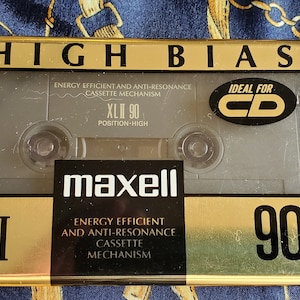 HIGH BIAS
ENERGY EFFICIENT AND ANTI-RESONANCE
CASSETTE MECHANISM
XLII 90
POSITION-HIGH
IDEAL FOR
CD
maxell
ENERGY EFFICIENT
AND ANTI-RESONANCE
CASSETTE
MECHANISM
II
90